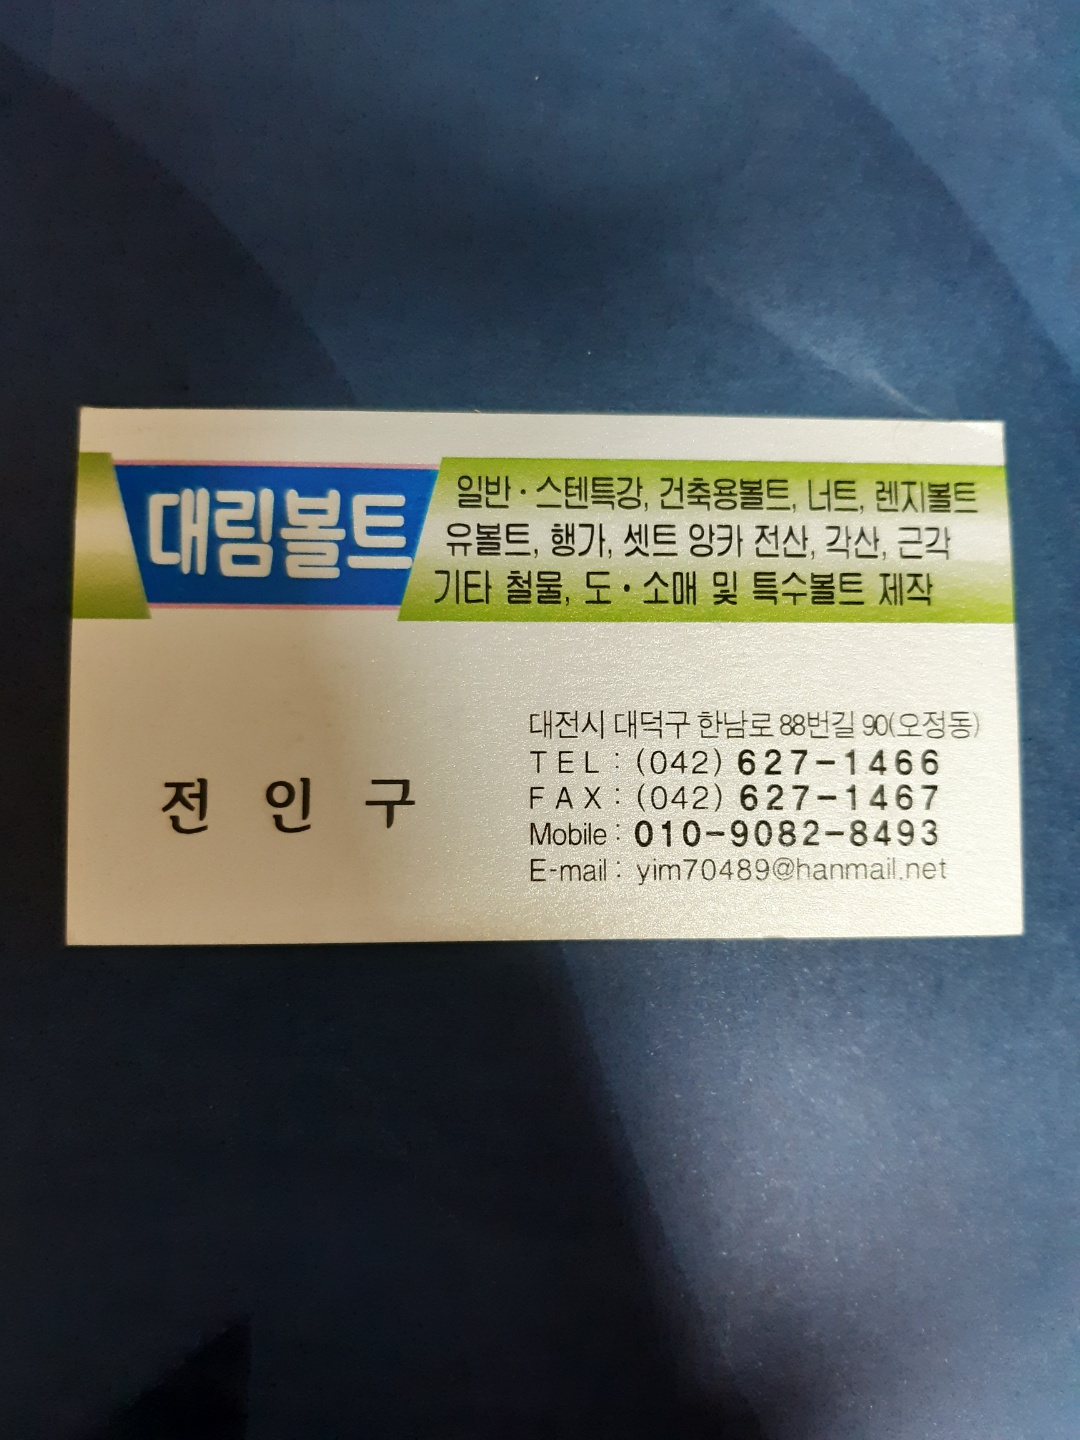 대림볼트
일반·스텐특강, 건축용볼트, 너트, 렌지볼트
유볼트, 행가, 셋트 앙카 전산, 각산, 근각
기타 철물, 도·소매 및 특수볼트 제작
전 인 구
대전시 대덕구 한남로 88번길 90(오정동)
TEL : (042) 627-1466
FAX : (042) 627-1467
Mobile : 010-9082-8493
E-mail : yim70489@hanmail.net